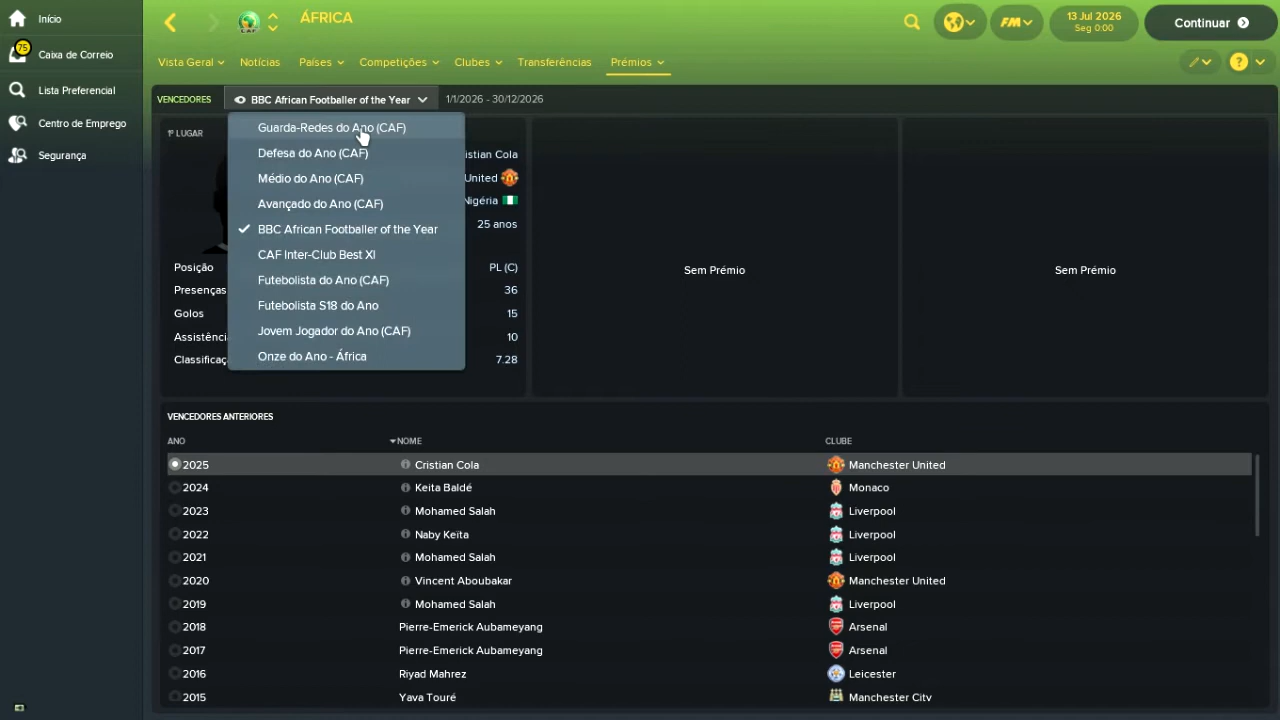 Início
ÁFRICA
13 Jul 2026
Seg 0:00
FM
Continuar
75
Caixa de Correio
Vista Geral
Notícias
Países
Competições
Clubes
Transferências
Prémios
?
Lista Preferencial
Centro de Emprego
Segurança
VENCEDORES
BBC African Footballer of the Year
1/1/2026 - 30/12/2026
1º LUGAR
Guarda-Redes do Ano (CAF)
Defesa do Ano (CAF)
Médio do Ano (CAF)
Avançado do Ano (CAF)
BBC African Footballer of the Year
CAF Inter-Club Best XI
Futebolista do Ano (CAF)
Futebolista S18 do Ano
Jovem Jogador do Ano (CAF)
Onze do Ano - África
istian Cola
United
Nigéria
25 anos
Posição PL (C)
Presenças 36
Golos 15
Assistênci 10
Classificaç 7.28
Sem Prémio
Sem Prémio
VENCEDORES ANTERIORES
ANO NOME CLUBE
2025 Cristian Cola Manchester United
2024 Keita Baldé Monaco
2023 Mohamed Salah Liverpool
2022 Naby Keïta Liverpool
2021 Mohamed Salah Liverpool
2020 Vincent Aboubakar Manchester United
2019 Mohamed Salah Liverpool
2018 Pierre-Emerick Aubameyang Arsenal
2017 Pierre-Emerick Aubameyang Arsenal
2016 Riyad Mahrez Leicester
2015 Yaya Touré Manchester City